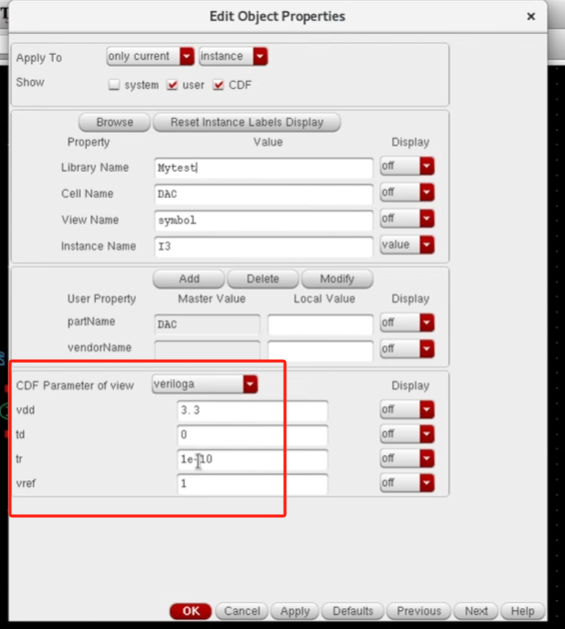 Edit Object Properties
Apply To only current instance
Show system user CDF
Browse Reset Instance Labels Display
Property Value Display
Library Name Mytest off
Cell Name DAC off
View Name symbol off
Instance Name I3 value
Add Delete Modify
User Property Master Value Local Value Display
partName DAC off
vendorName off
CDF Parameter of view veriloga Display
vdd 3.3 off
td 0 off
tr 1e-10 off
vref 1 off
OK Cancel Apply Defaults Previous Next Help